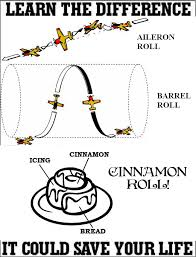 LEARN THE DIFFERENCE
AILERON
ROLL
BARREL
ROLL
CINNAMON
ICING
CINNAMON
ROLL!
BREAD
IT COULD SAVE YOUR LIFE